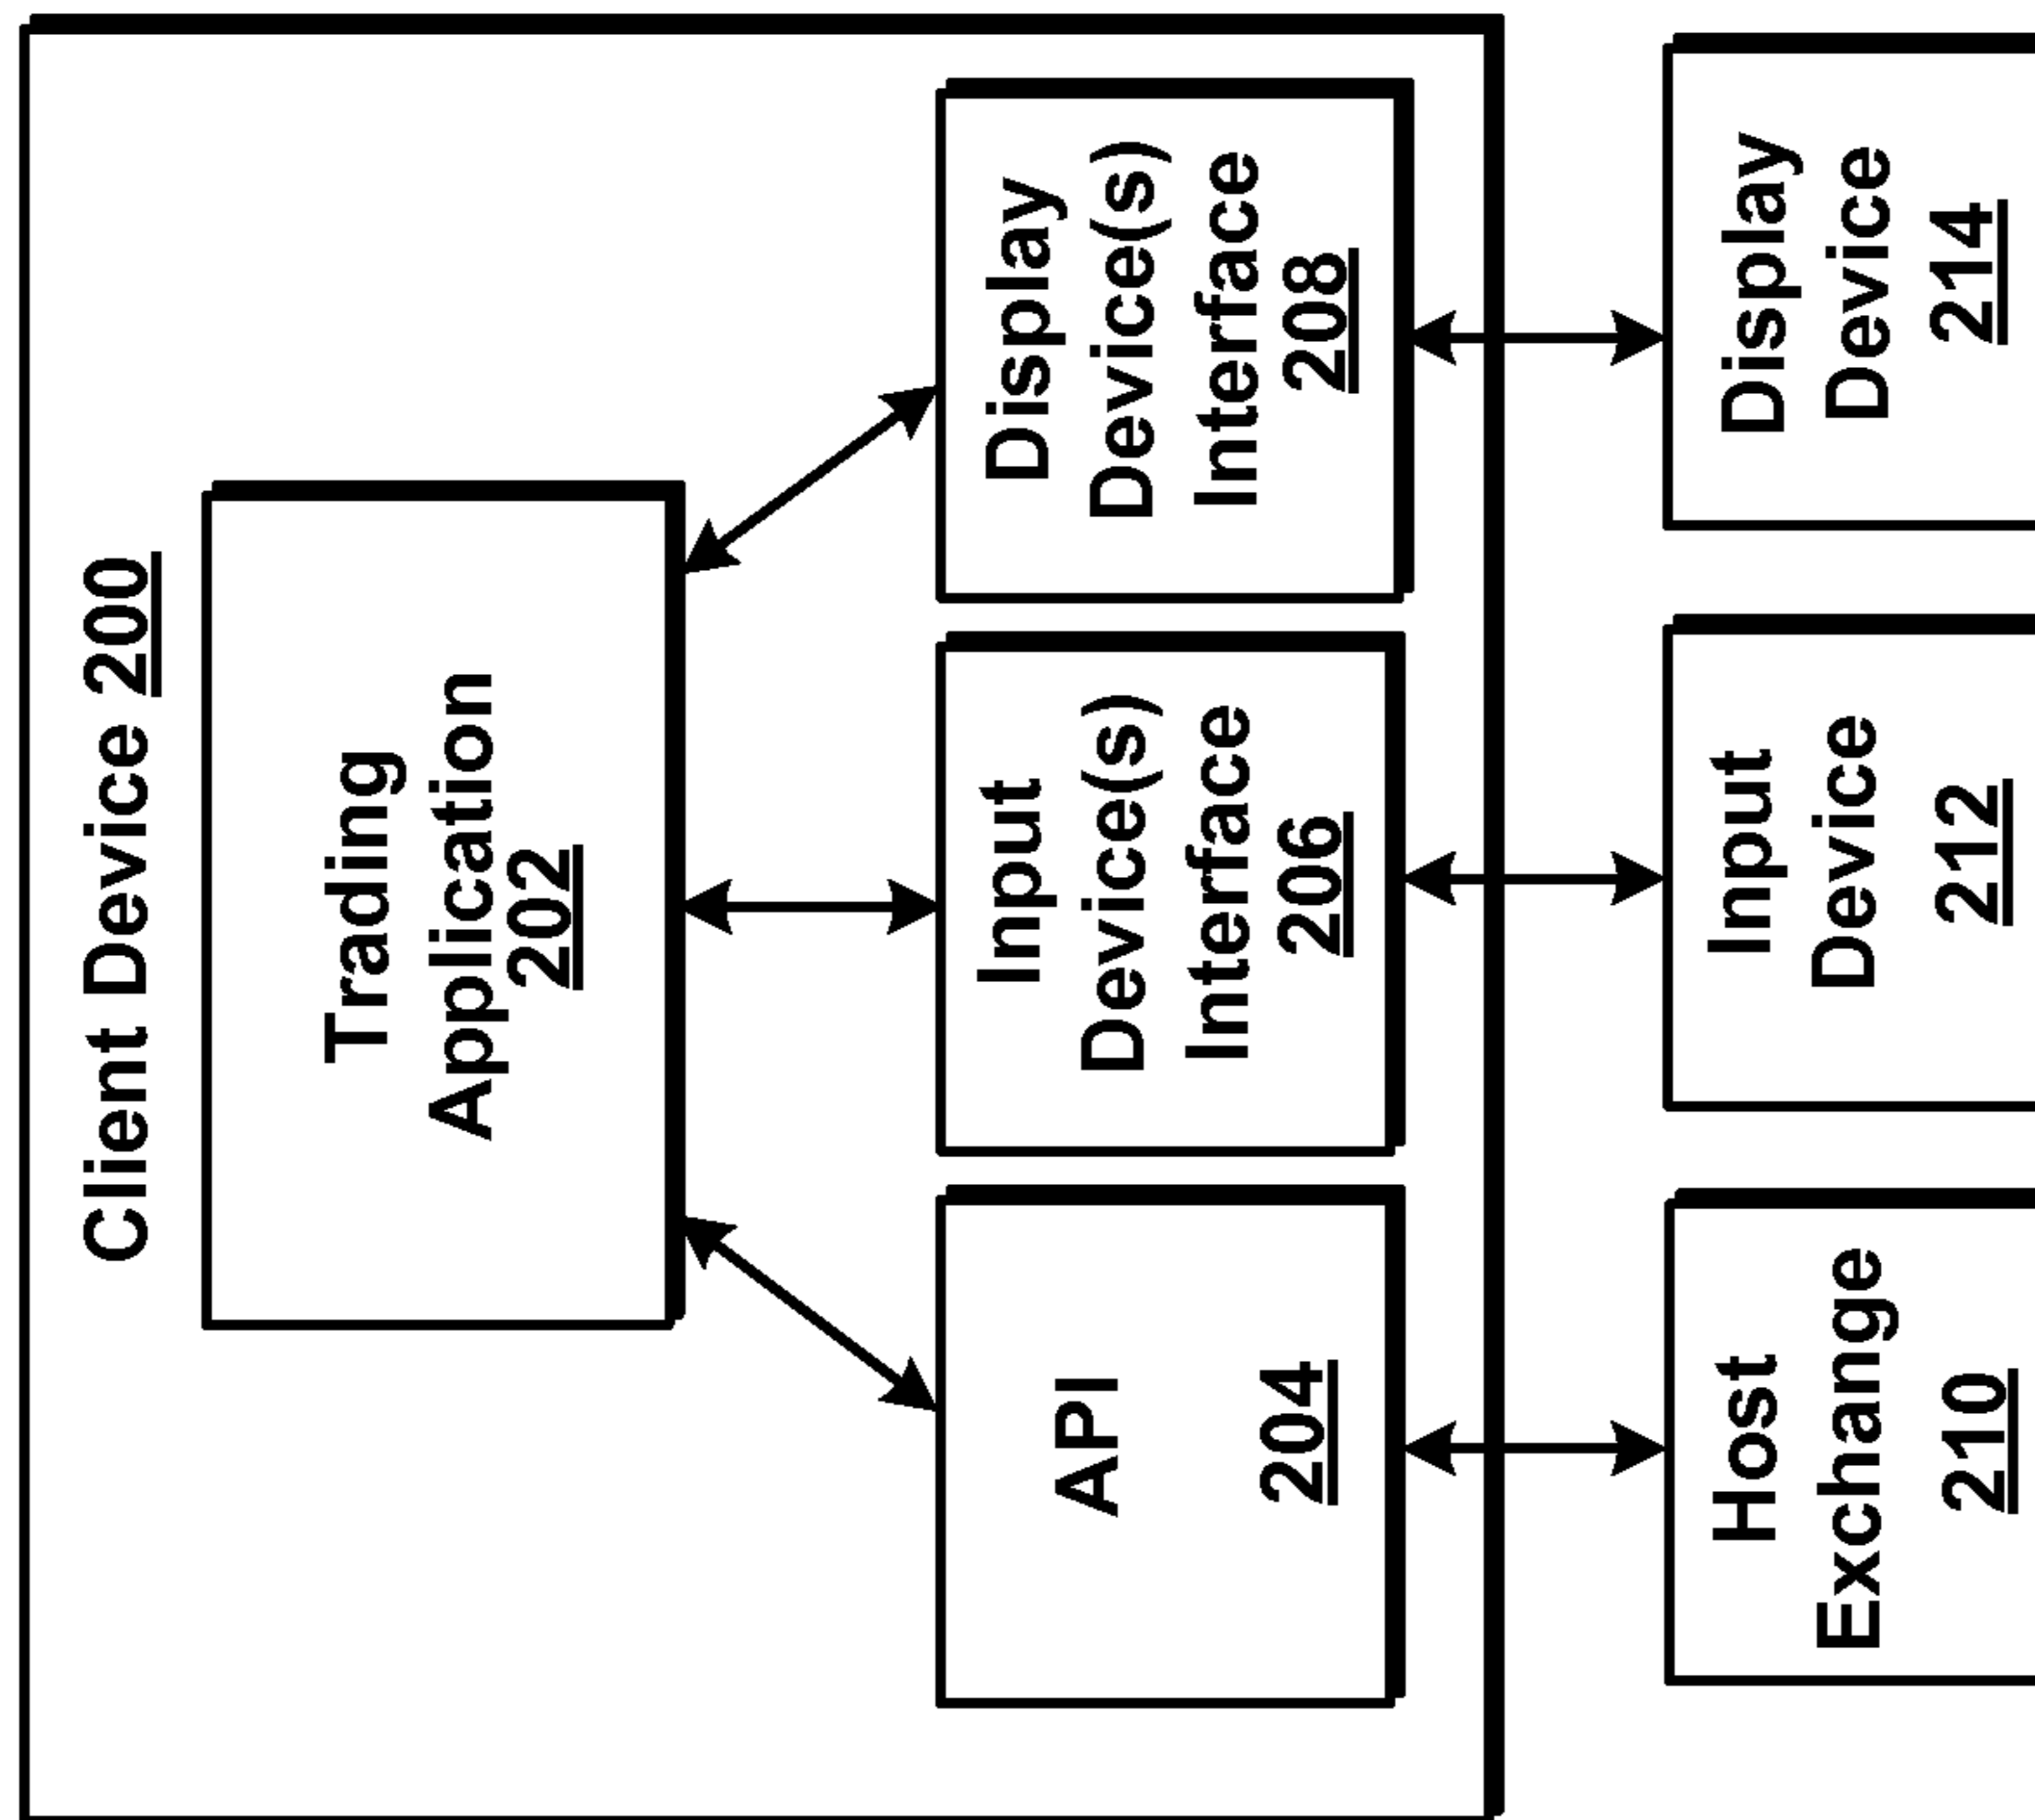 Client Device 200
Trading
Application
202
API
204
Input
Device(s)
Interface
206
Display
Device(s)
Interface
208
Host
Exchange
210
Input
Device
212
Display
Device
214